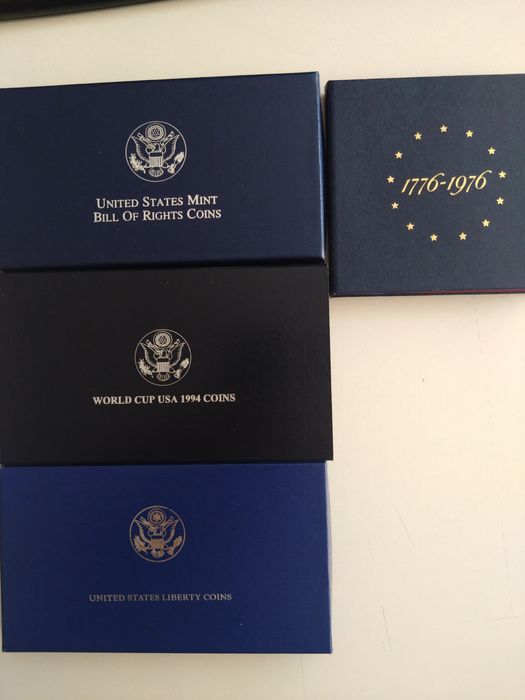 UNITED STATES MINT
BILL OF RIGHTS COINS
1776-1976
WORLD CUP USA 1994 COINS
UNITED STATES LIBERTY COINS